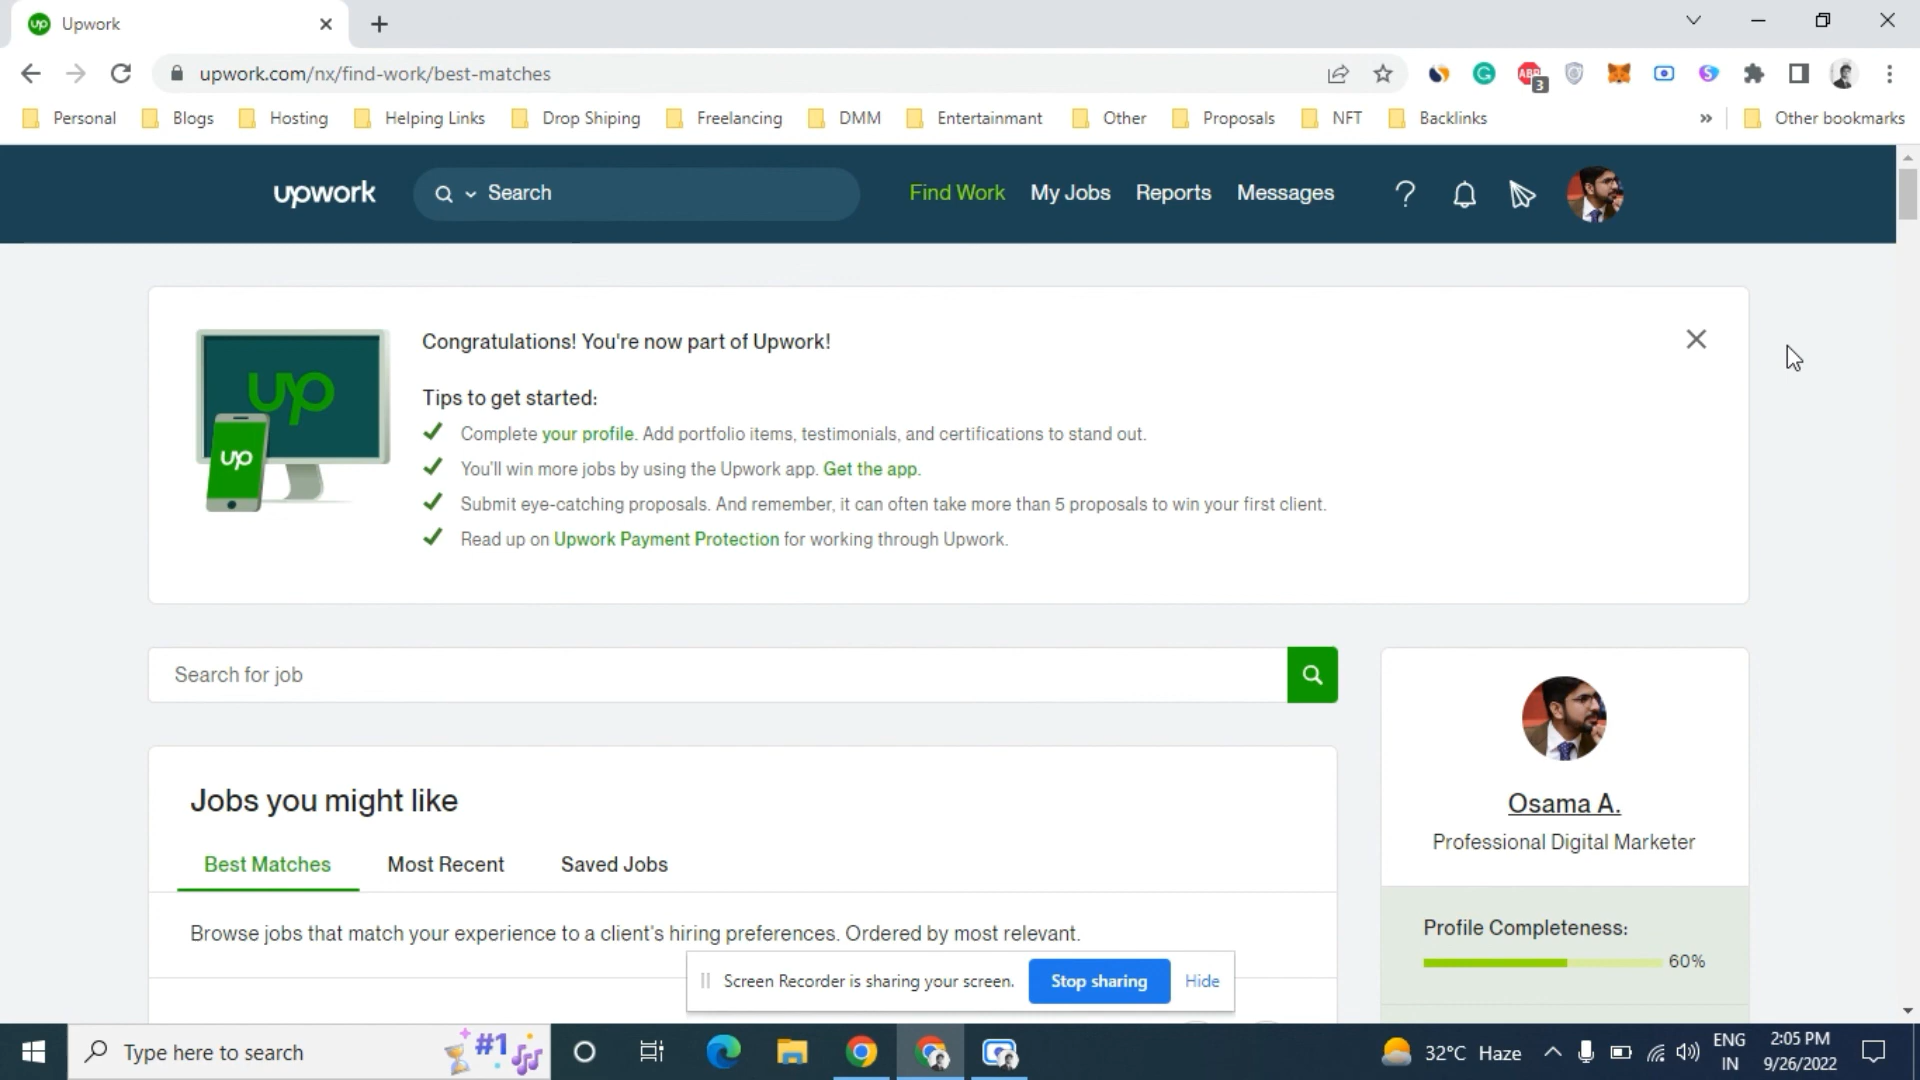 up Upwork
upwork.com/nx/find-work/best-matches
ABP
3
Personal Blogs Hosting Helping Links Drop Shiping Freelancing DMM Entertainmant Other Proposals NFT Backlinks » Other bookmarks
upwork Search Find Work My Jobs Reports Messages
up
up
Congratulations! You're now part of Upwork!
Tips to get started:
Complete your profile. Add portfolio items, testimonials, and certifications to stand out.
You'll win more jobs by using the Upwork app. Get the app.
Submit eye-catching proposals. And remember, it can often take more than 5 proposals to win your first client.
Read up on Upwork Payment Protection for working through Upwork.
Search for job
Jobs you might like
Osama A.
Professional Digital Marketer
Best Matches Most Recent Saved Jobs
Browse jobs that match your experience to a client's hiring preferences. Ordered by most relevant.
Profile Completeness:
60%
Screen Recorder is sharing your screen. Stop sharing Hide
Type here to search
#1
32°C Haze
ENG
IN
2:05 PM
9/26/2022